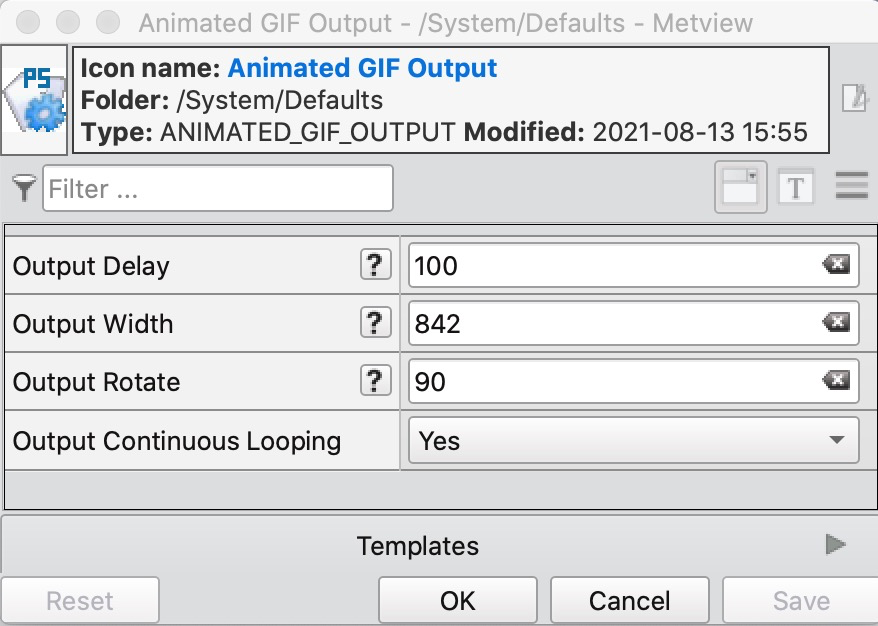 Animated GIF Output - /System/Defaults - Metview
PS
Icon name: Animated GIF Output
Folder: /System/Defaults
Type: ANIMATED_GIF_OUTPUT Modified: 2021-08-13 15:55
Filter ...
T
Output Delay ? 100
Output Width ? 842
Output Rotate ? 90
Output Continuous Looping Yes
Templates
Reset OK Cancel Save